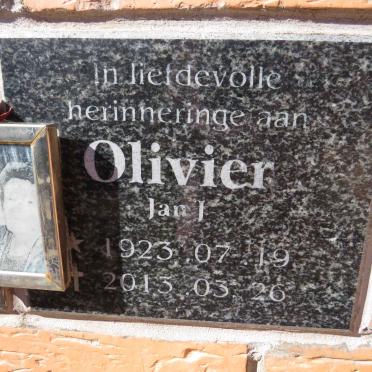 In liefdevolle
herinneringe aan
Olivier
Jan J
1923 07 19
2013 03 26